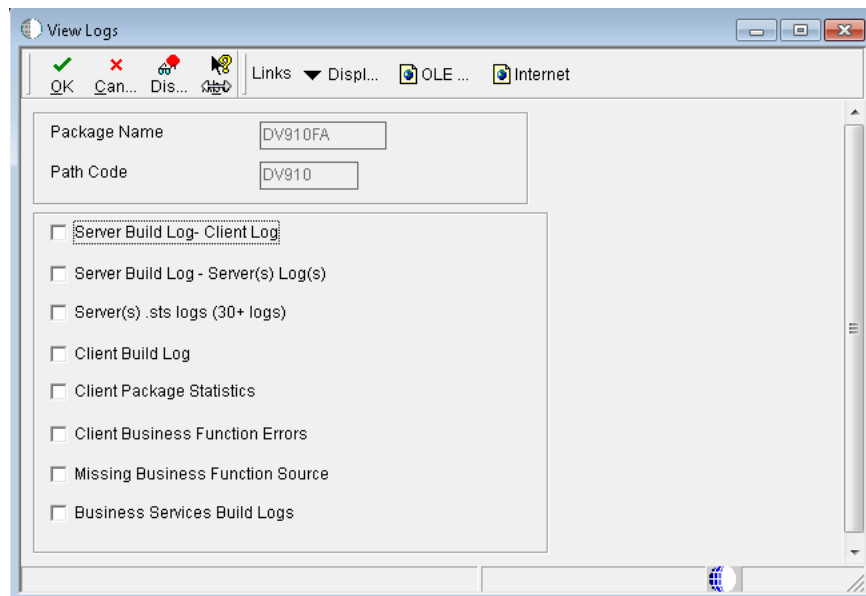 View Logs
OK Can... Dis... Links Displ... OLE ... Internet
Package Name DV910FA
Path Code DV910
Server Build Log- Client Log
Server Build Log - Server(s) Log(s)
Server(s) .sts logs (30+ logs)
Client Build Log
Client Package Statistics
Client Business Function Errors
Missing Business Function Source
Business Services Build Logs